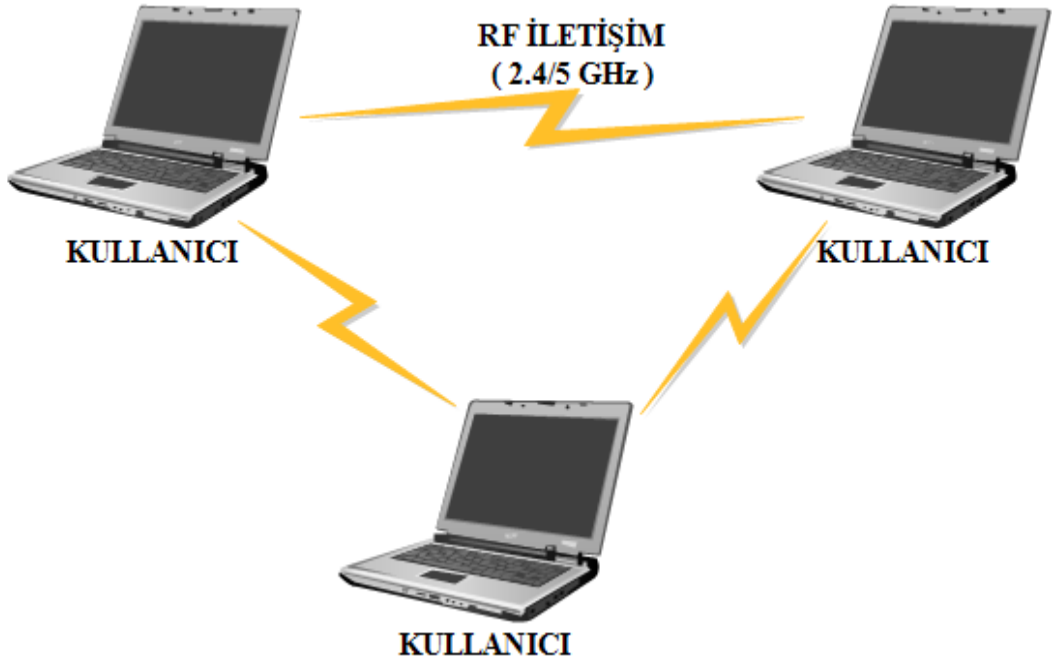 RF İLETİŞİM
( 2.4/5 GHz )
KULLANICI
KULLANICI
KULLANICI